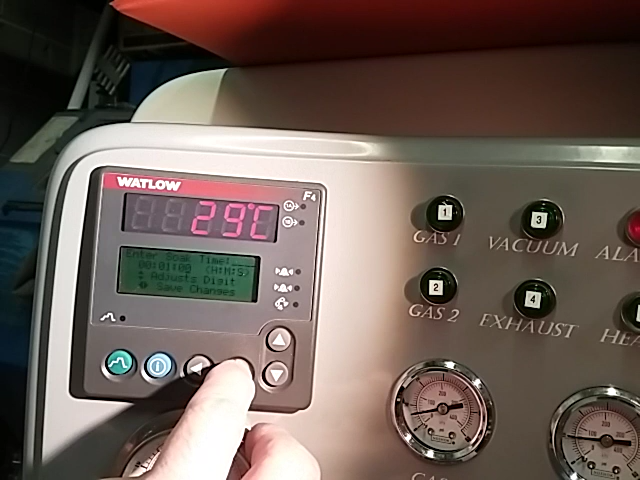 WATLOW
F4
29°C
Enter Soak Time:
00:01:00 (H:M:S)
Adjusts Digit
Save Changes
1
GAS 1
3
VACUUM
ALA
2
GAS 2
4
EXHAUST
HEA